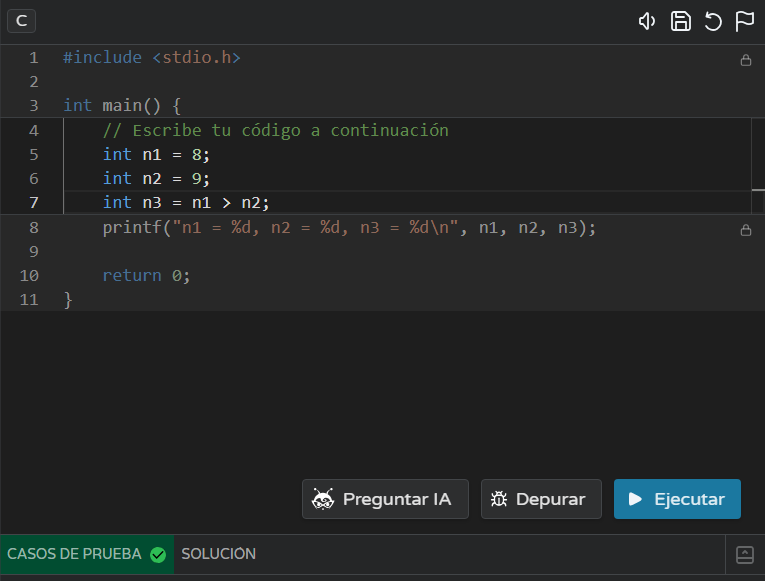 C
1 #include <stdio.h>
2
3 int main() {
4     // Escribe tu código a continuación
5     int n1 = 8;
6     int n2 = 9;
7     int n3 = n1 > n2;
8     printf("n1 = %d, n2 = %d, n3 = %d\n", n1, n2, n3);
9
10     return 0;
11 }
Preguntar IA Depurar Ejecutar
CASOS DE PRUEBA SOLUCIÓN